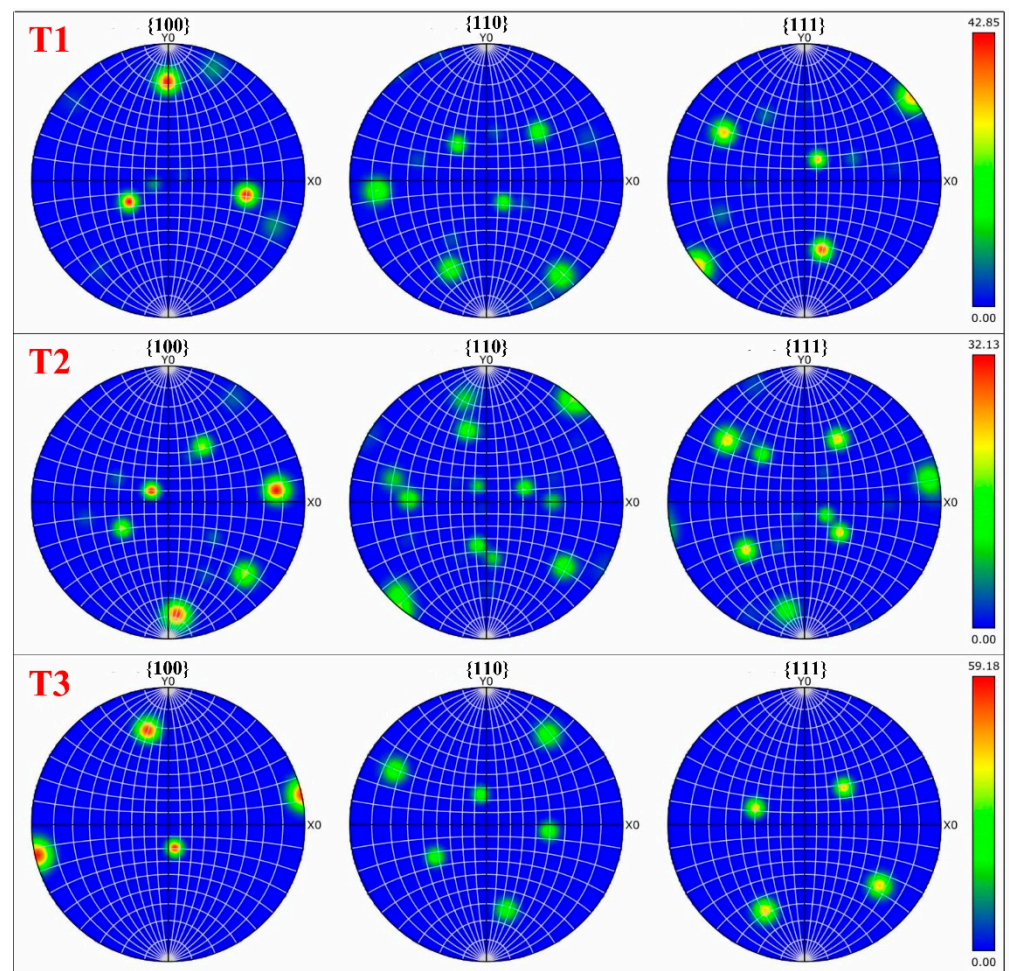 T1
{100}
{110}
{111}
42.85
Y0
Y0
Y0
X0
X0
X0
0.00
T2
{100}
{110}
{111}
32.13
Y0
Y0
Y0
X0
X0
X0
0.00
T3
{100}
{110}
{111}
59.18
Y0
Y0
Y0
X0
X0
X0
0.00